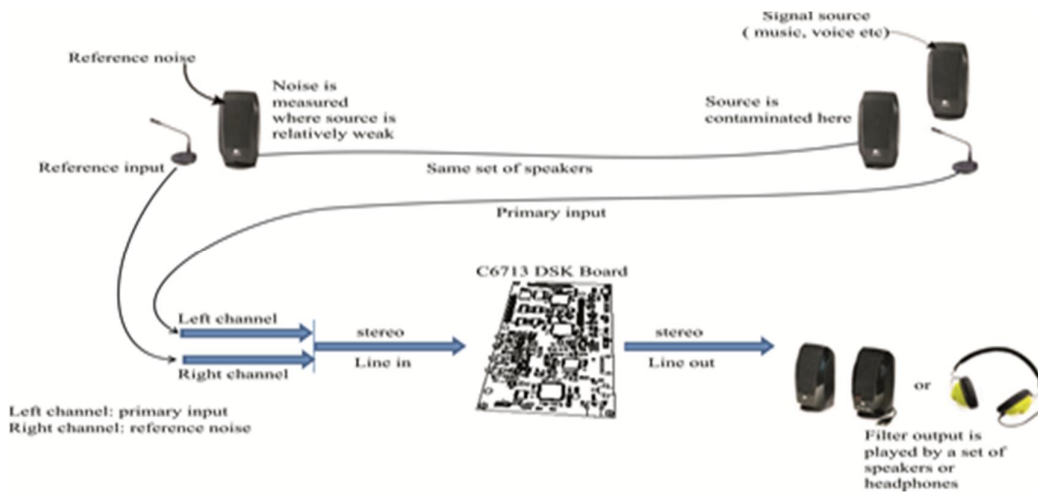 Signal source
( music, voice etc)
Reference noise
Noise is
measured
where source is
relatively weak
Source is
contaminated here
Reference input
Same set of speakers
Primary input
C6713 DSK Board
Left channel
stereo
stereo
Right channel
Line in
Line out
or
Left channel: primary input
Right channel: reference noise
Filter output is
played by a set of
speakers or
headphones